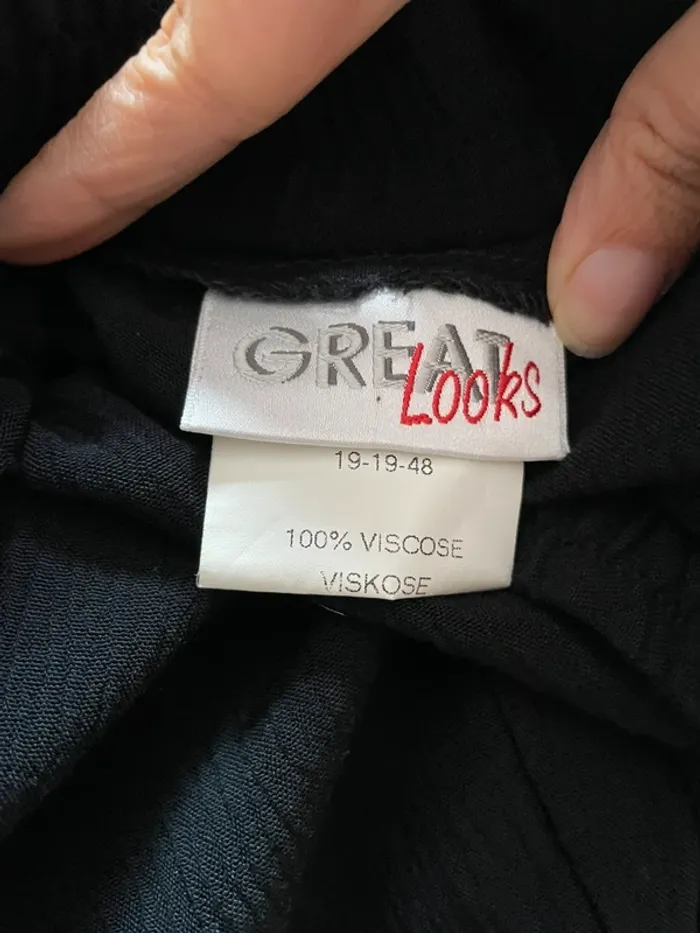 GREAT
Looks
19-19-48
100% VISCOSE
VISKOSE